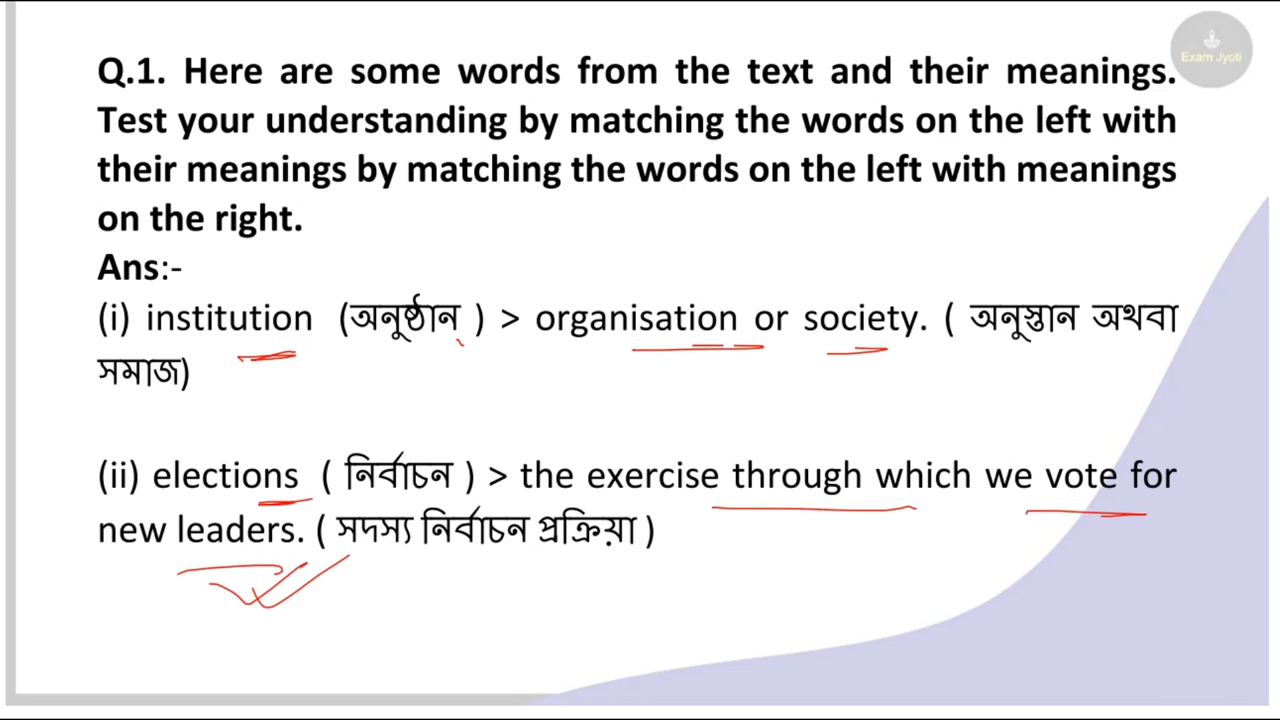 Exam Jyoti
Q.1. Here are some words from the text and their meanings.
Test your understanding by matching the words on the left with
their meanings by matching the words on the left with meanings
on the right.
Ans:-
(i) institution (অনুষ্ঠান ) > organisation or society. ( অনুস্তান অথবা
সমাজ)
(ii) elections ( নিৰ্বাচন ) > the exercise through which we vote for
new leaders. ( সদস্য নিৰ্বাচন প্ৰক্ৰিয়া )